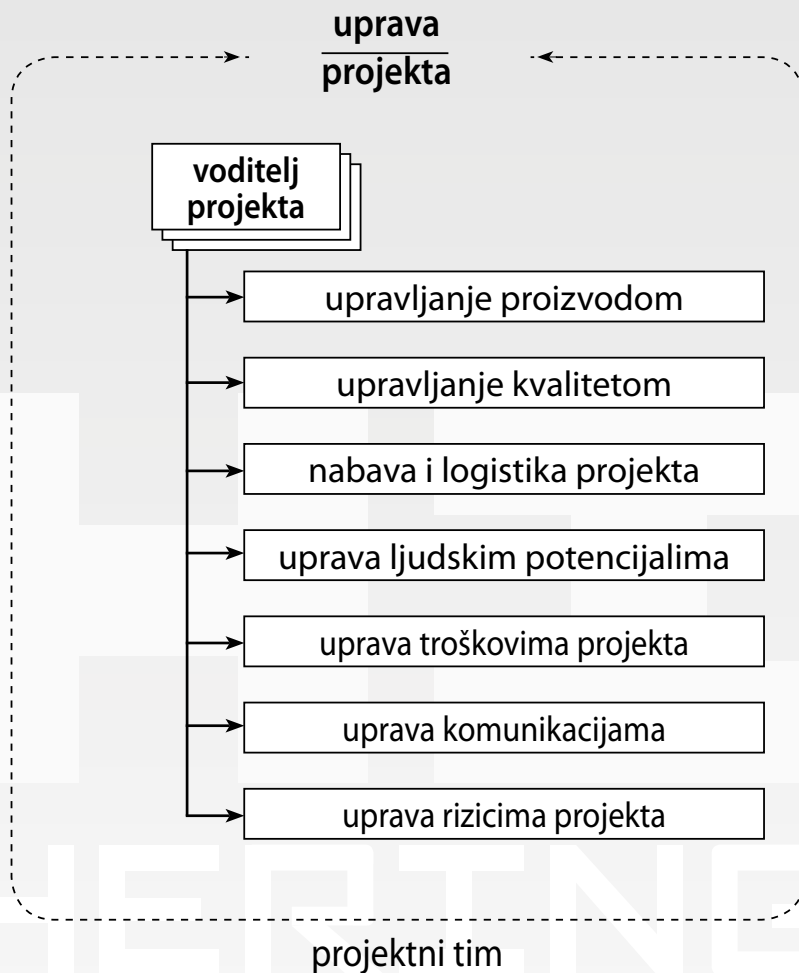 uprava
projekta
voditelj
projekta
upravljanje proizvodom
upravljanje kvalitetom
nabava i logistika projekta
uprava ljudskim potencijalima
uprava troškovima projekta
uprava komunikacijama
uprava rizicima projekta
projektni tim